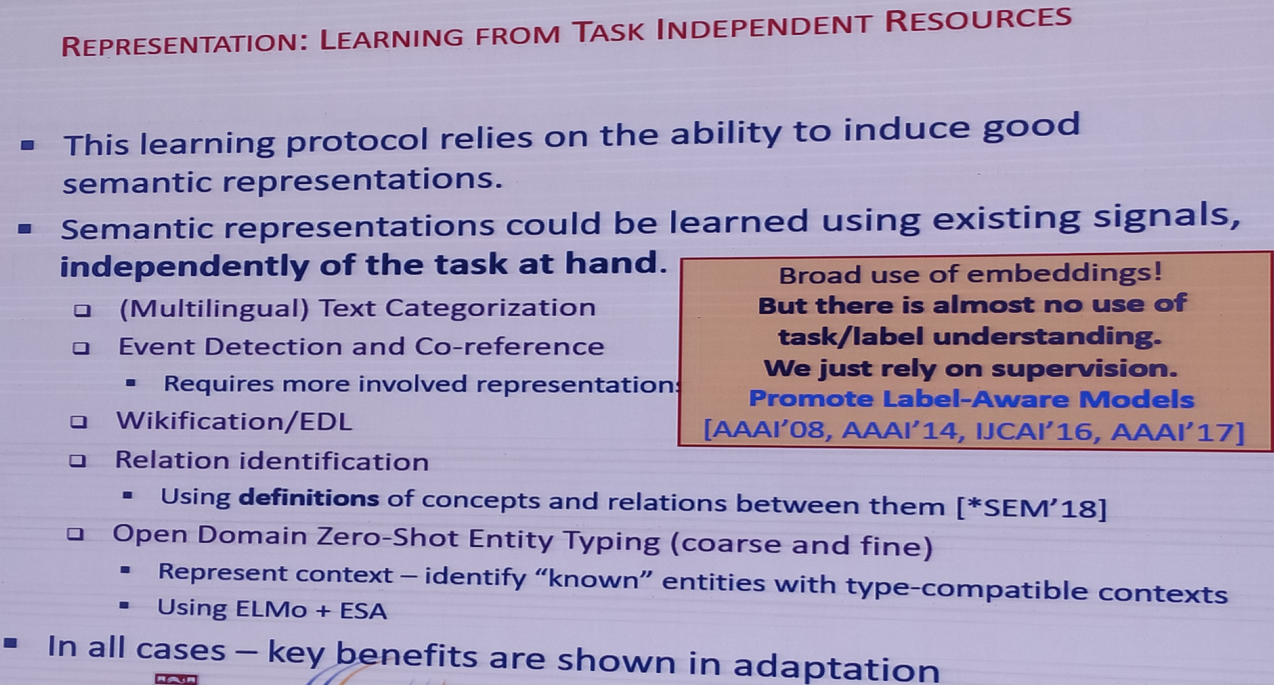 REPRESENTATION: LEARNING FROM TASK INDEPENDENT RESOURCES
▪ This learning protocol relies on the ability to induce good
semantic representations.
▪ Semantic representations could be learned using existing signals,
independently of the task at hand.
❑ (Multilingual) Text Categorization
❑ Event Detection and Co-reference
▪ Requires more involved representations
❑ Wikification/EDL
❑ Relation identification
▪ Using definitions of concepts and relations between them [*SEM'18]
❑ Open Domain Zero-Shot Entity Typing (coarse and fine)
▪ Represent context – identify “known” entities with type-compatible contexts
▪ Using ELMo + ESA
▪ In all cases – key benefits are shown in adaptation
Broad use of embeddings!
But there is almost no use of
task/label understanding.
We just rely on supervision.
Promote Label-Aware Models
[AAAI'08, AAAI'14, IJCAI'16, AAAI'17]